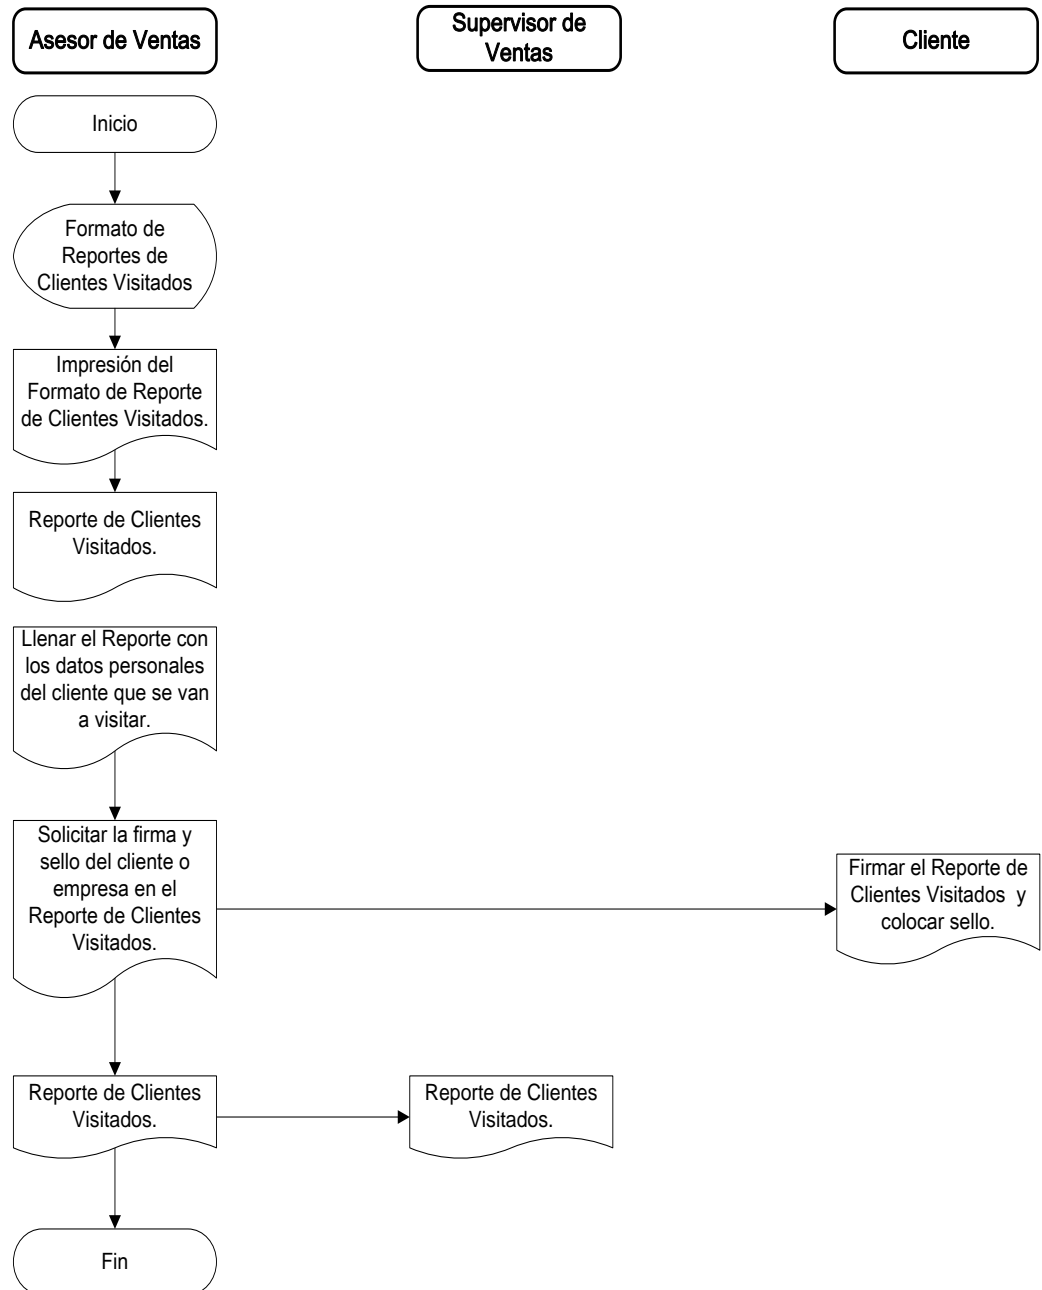 Asesor de Ventas
Supervisor de
Ventas
Cliente
Inicio
Formato de
Reportes de
Clientes Visitados
Impresión del
Formato de Reporte
de Clientes Visitados.
Reporte de Clientes
Visitados.
Llenar el Reporte con
los datos personales
del cliente que se van
a visitar.
Solicitar la firma y
sello del cliente o
empresa en el
Reporte de Clientes
Visitados.
Firmar el Reporte de
Clientes Visitados y
colocar sello.
Reporte de Clientes
Visitados.
Reporte de Clientes
Visitados.
Fin